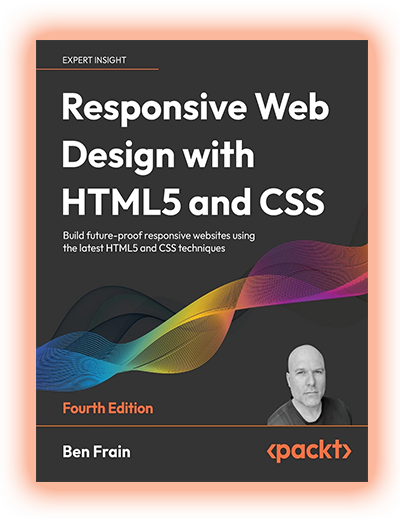 EXPERT INSIGHT
Responsive Web
Design with
HTML5 and CSS
Build future-proof responsive websites using
the latest HTML5 and CSS techniques
Fourth Edition
Ben Frain
<packt>